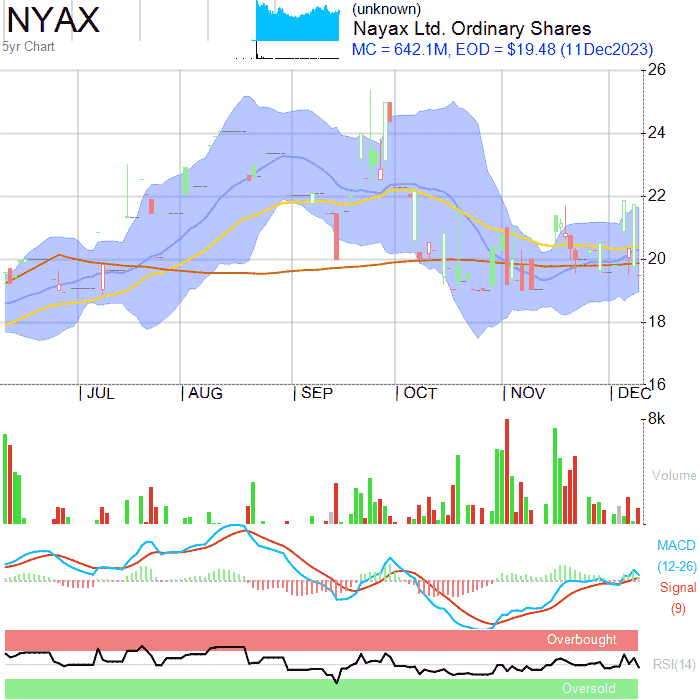 NYAX
(unknown)
Nayax Ltd. Ordinary Shares
5yr Chart
MC = 642.1M, EOD = $19.48 (11Dec2023)
26
24
22
20
18
16
JUL AUG SEP OCT NOV DEC
8k
Volume
MACD
(12-26)
Signal
(9)
Overbought
RSI(14)
Oversold